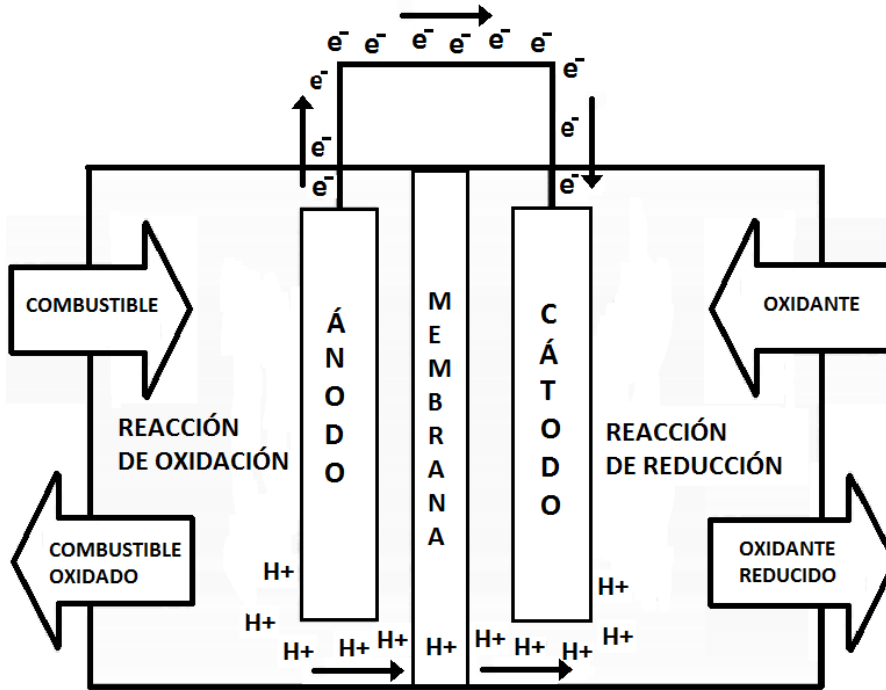 e⁻ e⁻ e⁻ e⁻ e⁻ e⁻
e⁻ e⁻
e⁻ e⁻
e⁻ e⁻
COMBUSTIBLE
OXIDANTE
ÁNODO
MEMBRANA
CÁTODO
REACCIÓN
DE OXIDACIÓN
REACCIÓN
DE REDUCCIÓN
COMBUSTIBLE
OXIDADO
OXIDANTE
REDUCIDO
H+ H+
H+ H+
H+ H+ H+ H+ H+ H+ H+